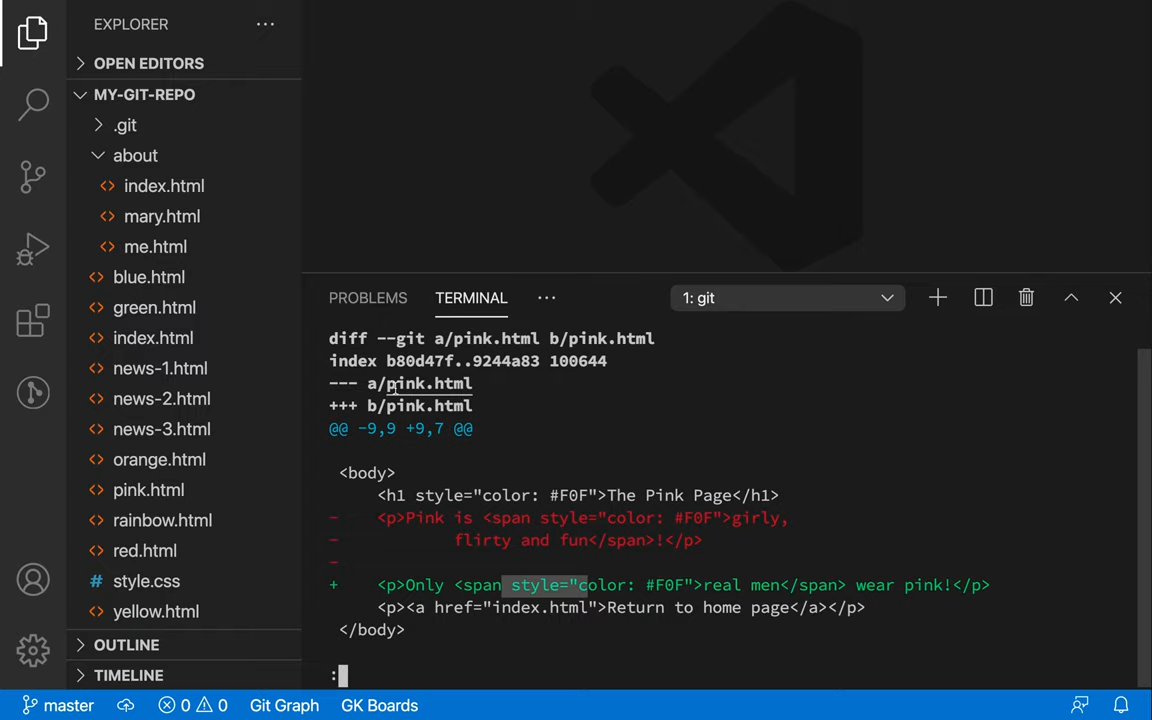 EXPLORER
OPEN EDITORS
MY-GIT-REPO
.git
about
index.html
mary.html
me.html
blue.html
green.html
index.html
news-1.html
news-2.html
news-3.html
orange.html
pink.html
rainbow.html
red.html
# style.css
yellow.html
OUTLINE
TIMELINE
PROBLEMS TERMINAL ... 1: git
diff --git a/pink.html b/pink.html
index b80d47f..9244a83 100644
--- a/pink.html
+++ b/pink.html
@@ -9,9 +9,7 @@
<body>
<h1 style="color: #F0F">The Pink Page</h1>
- <p>Pink is <span style="color: #F0F">girly,
- flirty and fun</span>!</p>
-
+ <p>Only <span style="color: #F0F">real men</span> wear pink!</p>
<p><a href="index.html">Return to home page</a></p>
</body>
:
master 0 0 Git Graph GK Boards